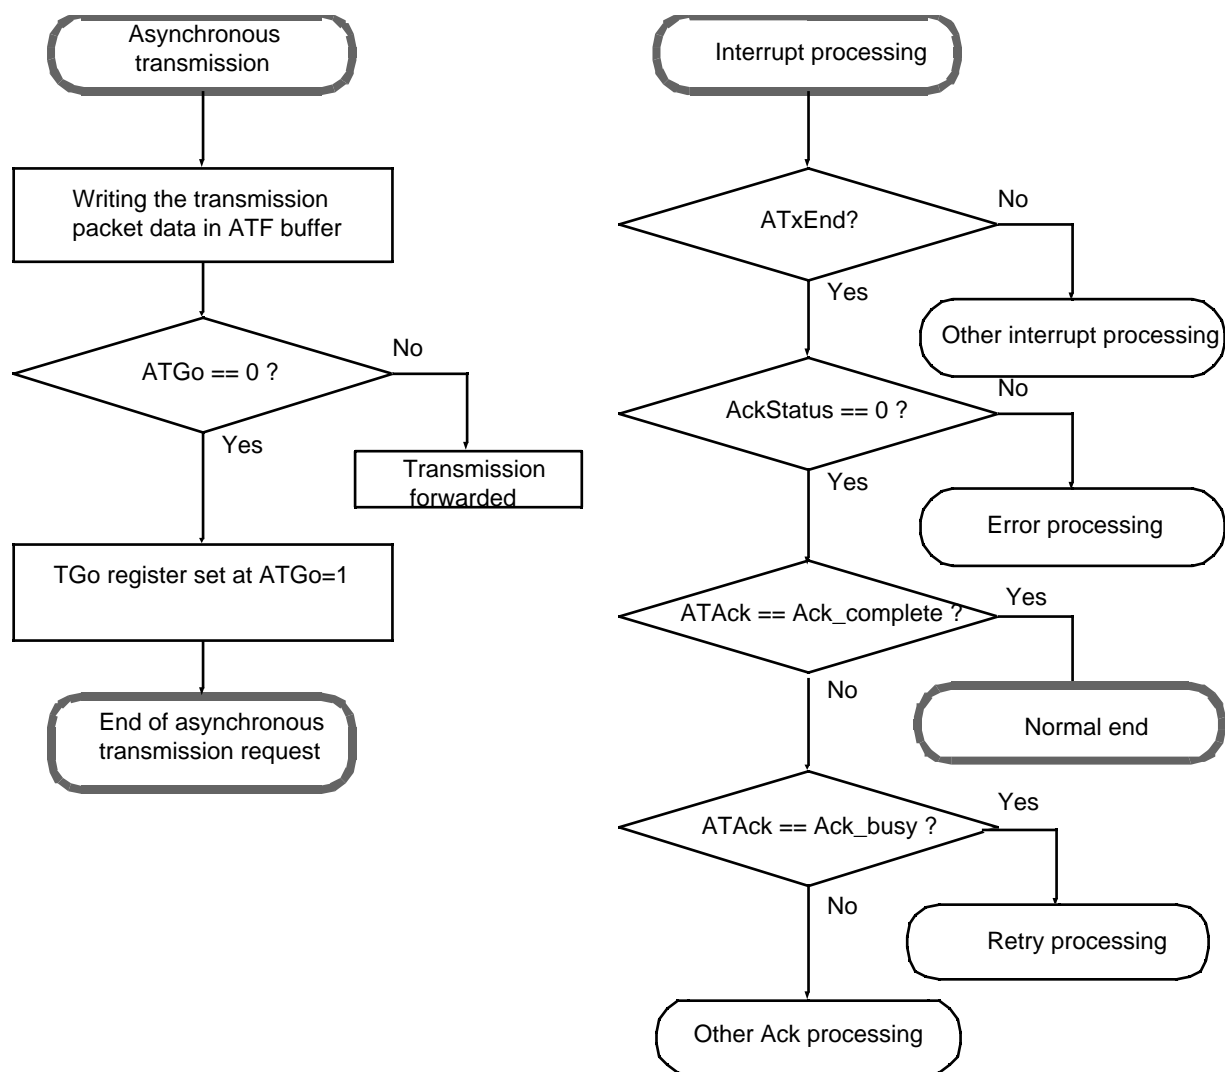 Asynchronous
transmission
Writing the transmission
packet data in ATF buffer
ATGo == 0 ?
No
Yes
Transmission
forwarded
TGo register set at ATGo=1
End of asynchronous
transmission request
Interrupt processing
ATxEnd?
No
Yes
Other interrupt processing
AckStatus == 0 ?
No
Yes
Error processing
ATAck == Ack_complete ?
Yes
No
Normal end
ATAck == Ack_busy ?
Yes
No
Retry processing
Other Ack processing